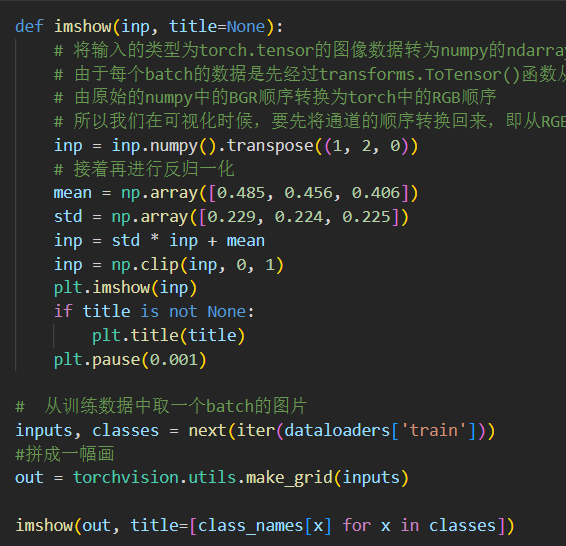 def imshow(inp, title=None):
    # 将输入的类型为torch.tensor的图像数据转为numpy的ndarray
    # 由于每个batch的数据是先经过transforms.ToTensor()函数从
    # 由原始的numpy中的BGR顺序转换为torch中的RGB顺序
    # 所以我们在可视化时候，要先将通道的顺序转换回来，即从RGB
    inp = inp.numpy().transpose((1, 2, 0))
    # 接着再进行反归一化
    mean = np.array([0.485, 0.456, 0.406])
    std = np.array([0.229, 0.224, 0.225])
    inp = std * inp + mean
    inp = np.clip(inp, 0, 1)
    plt.imshow(inp)
    if title is not None:
        plt.title(title)
    plt.pause(0.001)
#  从训练数据中取一个batch的图片
inputs, classes = next(iter(dataloaders['train']))
#拼成一幅画
out = torchvision.utils.make_grid(inputs)
imshow(out, title=[class_names[x] for x in classes])